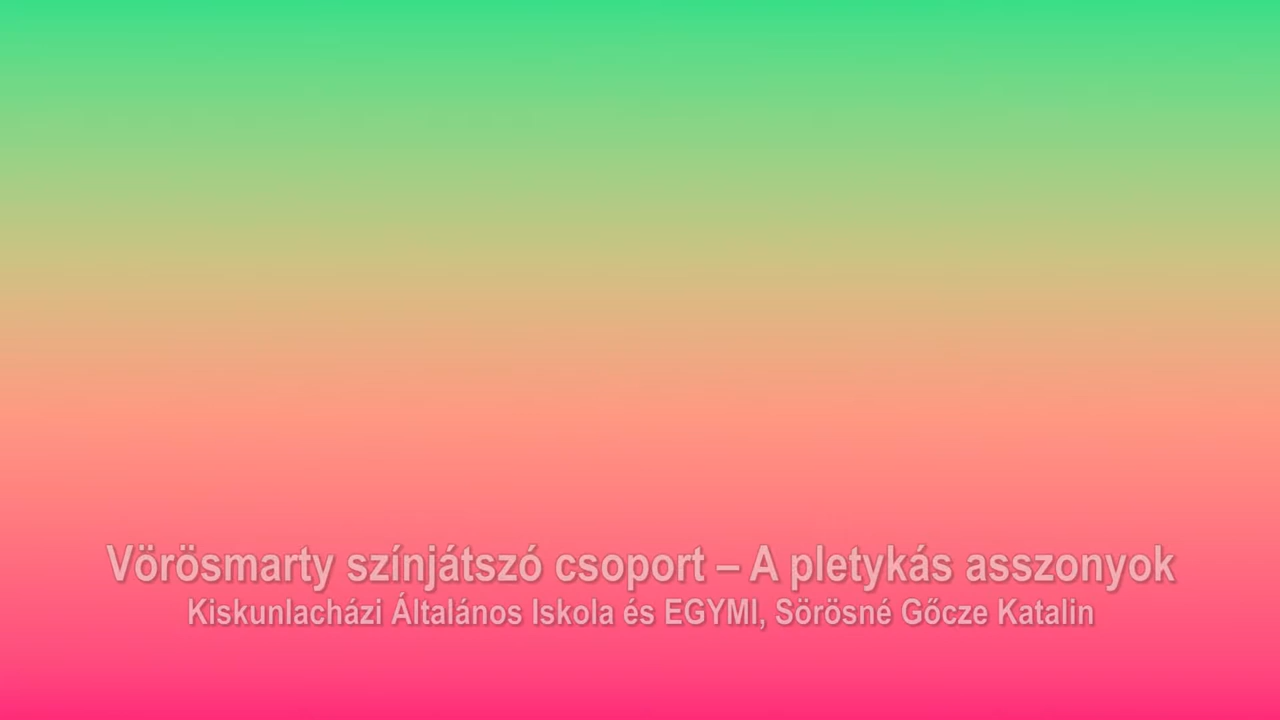 Vörösmarty színjátszó csoport – A pletykás asszonyok
Kiskunlacházi Általános Iskola és EGYMI, Sörösné Gőcze Katalin